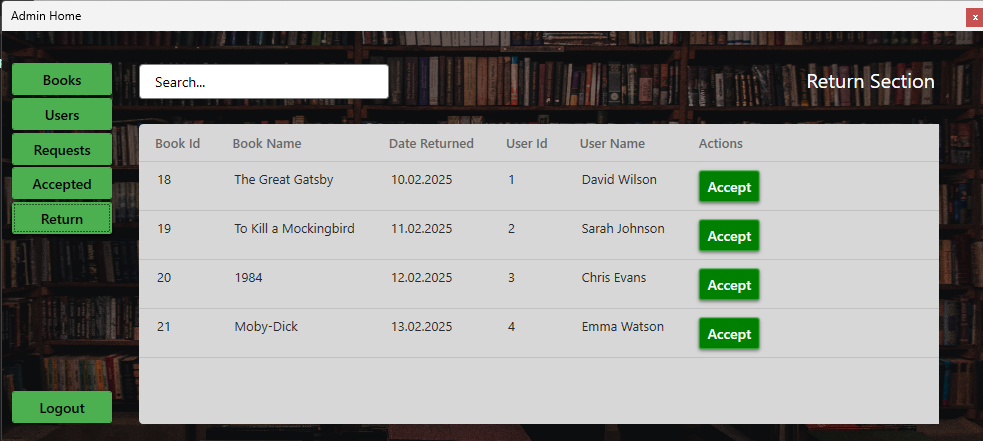 Admin Home
x
Books
Users
Requests
Accepted
Return
Logout
Search...
Return Section
Book Id Book Name Date Returned User Id User Name Actions
18 The Great Gatsby 10.02.2025 1 David Wilson Accept
19 To Kill a Mockingbird 11.02.2025 2 Sarah Johnson Accept
20 1984 12.02.2025 3 Chris Evans Accept
21 Moby-Dick 13.02.2025 4 Emma Watson Accept